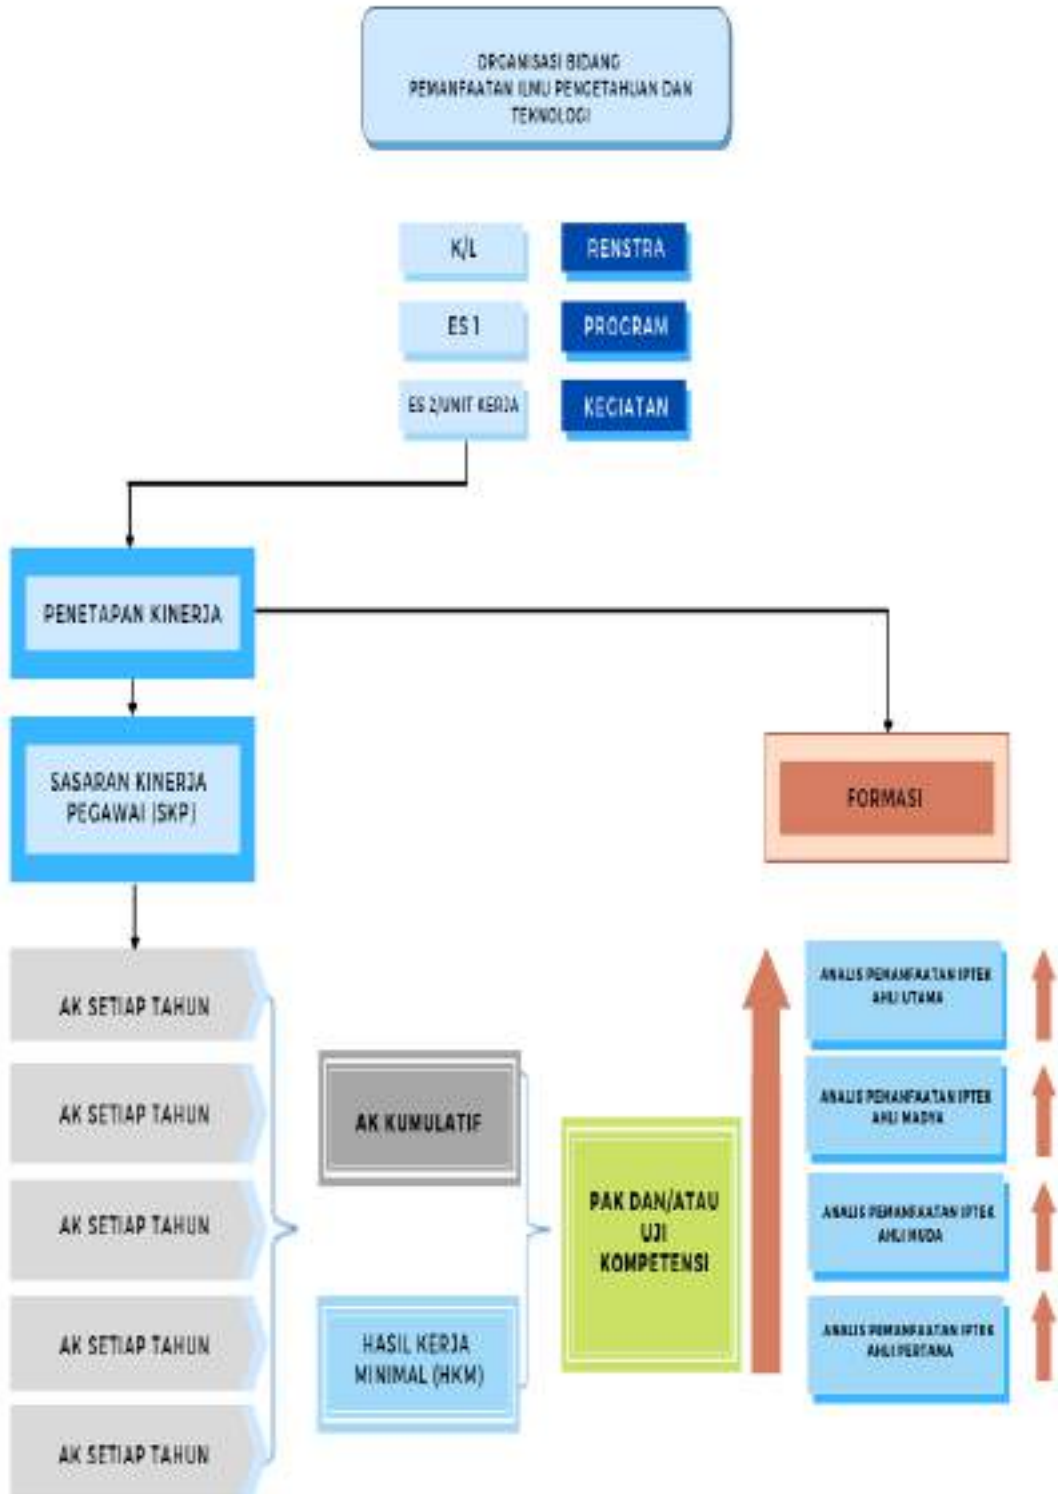 ORGANISASI BIDANG
PEMANFAATAN ILMU PENGETAHUAN DAN
TEKNOLOGI
K/L
RENSTRA
ES 1
PROGRAM
ES 2/UNIT KERJA
KEGIATAN
PENETAPAN KINERJA
SASARAN KINERJA
PEGAWAI (SKP)
FORMASI
AK SETIAP TAHUN
AK SETIAP TAHUN
AK SETIAP TAHUN
AK SETIAP TAHUN
AK SETIAP TAHUN
AK KUMULATIF
HASIL KERJA
MINIMAL (HKM)
PAK DAN/ATAU
UJI
KOMPETENSI
ANALIS PEMANFAATAN IPTEK
AHLI UTAMA
ANALIS PEMANFAATAN IPTEK
AHLI MADYA
ANALIS PEMANFAATAN IPTEK
AHLI MUDA
ANALIS PEMANFAATAN IPTEK
AHLI PERTAMA